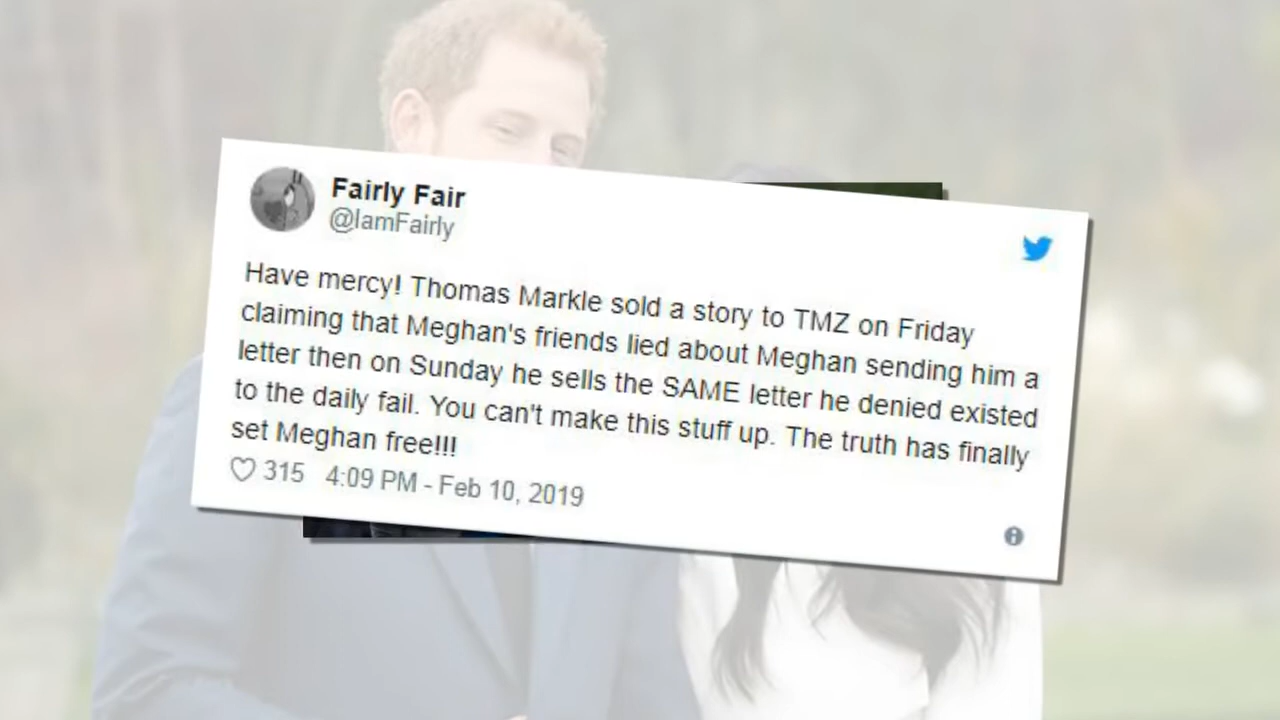 Fairly Fair
@IamFairly
Have mercy! Thomas Markle sold a story to TMZ on Friday
claiming that Meghan's friends lied about Meghan sending him a
letter then on Sunday he sells the SAME letter he denied existed
to the daily fail. You can't make this stuff up. The truth has finally
set Meghan free!!!
315 4:09 PM - Feb 10, 2019